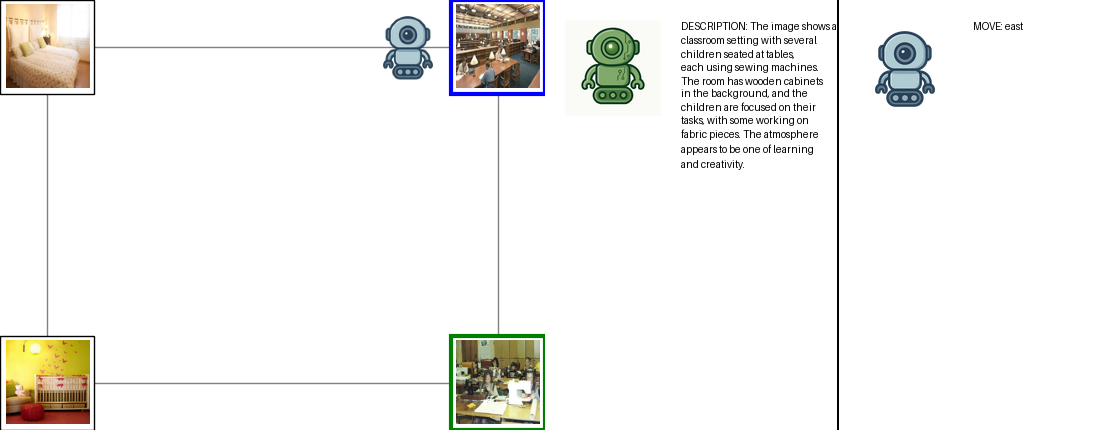 DESCRIPTION: The image shows a
classroom setting with several
children seated at tables,
each using sewing machines.
The room has wooden cabinets
in the background, and the
children are focused on their
tasks, with some working on
fabric pieces. The atmosphere
appears to be one of learning
and creativity.
MOVE: east